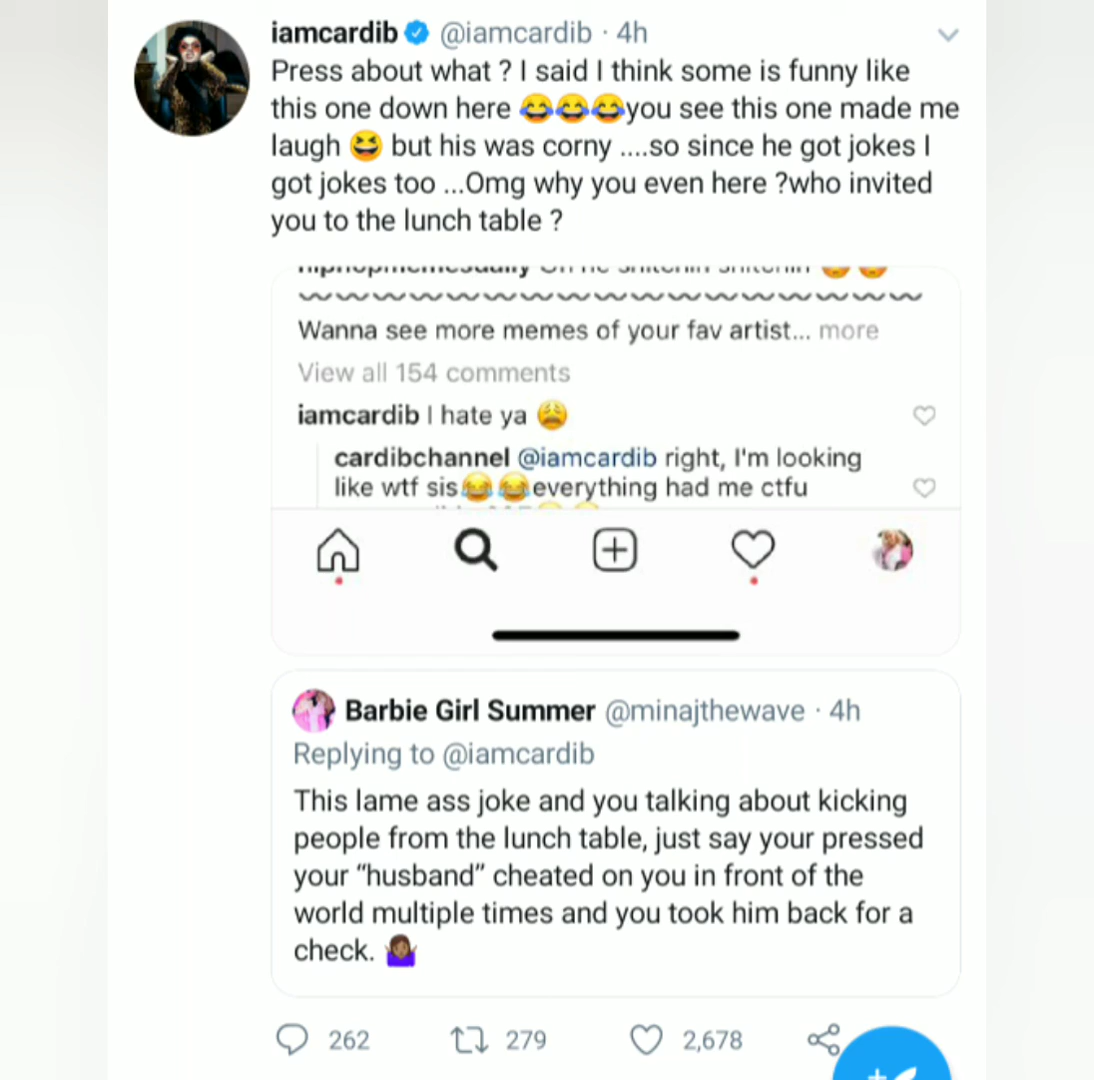 iamcardib @iamcardib · 4h
Press about what ? I said I think some is funny like
this one down here 😂😂😂you see this one made me
laugh 😆 but his was corny ....so since he got jokes I
got jokes too ...Omg why you even here ?who invited
you to the lunch table ?
Wanna see more memes of your fav artist... more
View all 154 comments
iamcardib I hate ya 😩
cardibchannel @iamcardib right, I'm looking
like wtf sis😂😂everything had me ctfu
Barbie Girl Summer @minajthewave · 4h
Replying to @iamcardib
This lame ass joke and you talking about kicking
people from the lunch table, just say your pressed
your “husband” cheated on you in front of the
world multiple times and you took him back for a
check. 🤷🏾‍♀️
262 279 2,678